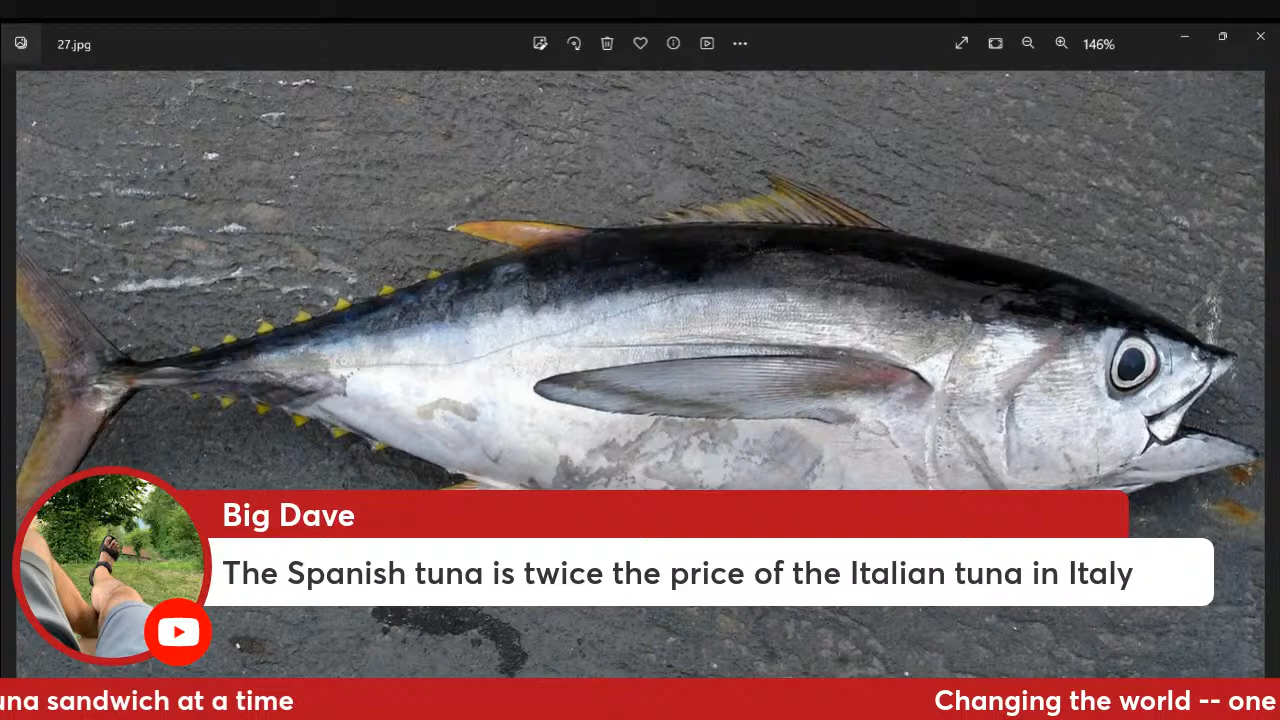 27.jpg
146%
Big Dave
The Spanish tuna is twice the price of the Italian tuna in Italy
una sandwich at a time
Changing the world -- one